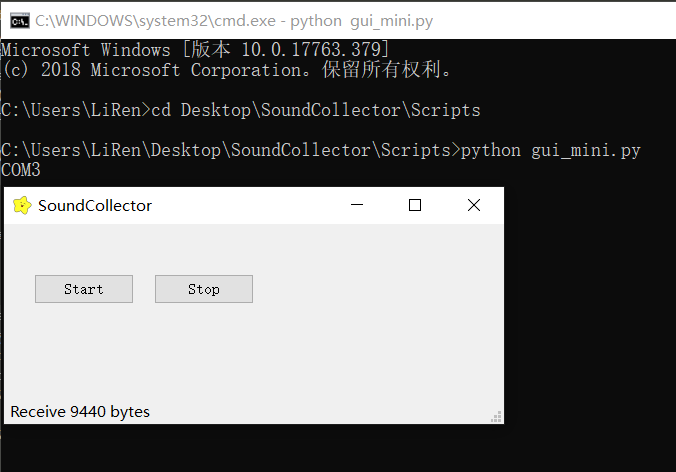 C:\WINDOWS\system32\cmd.exe - python  gui_mini.py
Microsoft Windows [版本 10.0.17763.379]
(c) 2018 Microsoft Corporation。保留所有权利。
C:\Users\LiRen>cd Desktop\SoundCollector\Scripts
C:\Users\LiRen\Desktop\SoundCollector\Scripts>python gui_mini.py
COM3
SoundCollector
Start Stop
Receive 9440 bytes